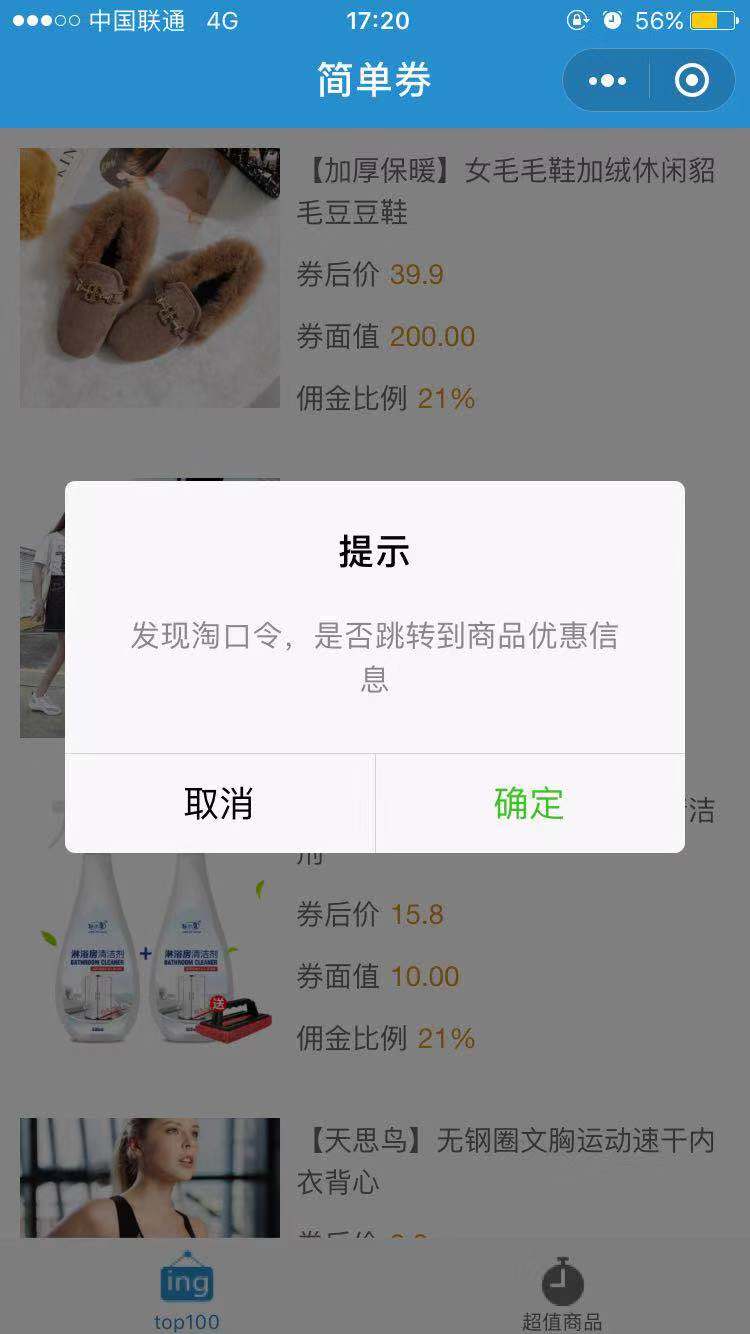 中国联通 4G 17:20 56%
简单券
【加厚保暖】女毛毛鞋加绒休闲貂
毛豆豆鞋
券后价 39.9
券面值 200.00
佣金比例 21%
提示
发现淘口令，是否跳转到商品优惠信
息
取消 确定
洁
剂
淋浴房清洁剂
BATHROOM CLEANER
+
淋浴房清洁剂
BATHROOM CLEANER
送
券后价 15.8
券面值 10.00
佣金比例 21%
【天思鸟】无钢圈文胸运动速干内
衣背心
券后价
ing
top100
超值商品